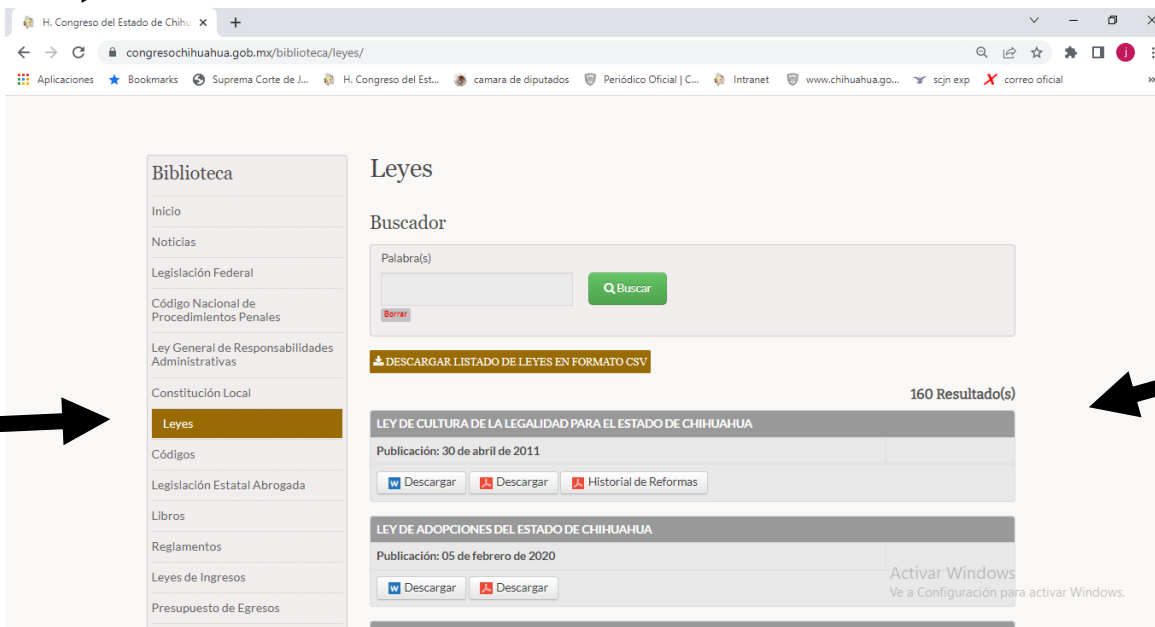 H. Congreso del Estado de Chihu
congresochihuahua.gob.mx/biblioteca/leyes/
j
Aplicaciones Bookmarks Suprema Corte de J... H. Congreso del Est... camara de diputados Periódico Oficial | C... Intranet www.chihuahua.go... scjn exp correo oficial »
Biblioteca
Inicio
Noticias
Legislación Federal
Código Nacional de
Procedimientos Penales
Ley General de Responsabilidades
Administrativas
Constitución Local
Leyes
Códigos
Legislación Estatal Abrogada
Libros
Reglamentos
Leyes de Ingresos
Presupuesto de Egresos
Leyes
Buscador
Palabra(s)
Buscar
Borrar
DESCARGAR LISTADO DE LEYES EN FORMATO CSV
160 Resultado(s)
LEY DE CULTURA DE LA LEGALIDAD PARA EL ESTADO DE CHIHUAHUA
Publicación: 30 de abril de 2011
W Descargar Descargar Historial de Reformas
LEY DE ADOPCIONES DEL ESTADO DE CHIHUAHUA
Publicación: 05 de febrero de 2020
W Descargar Descargar
Activar Windows
Ve a Configuración para activar Windows.